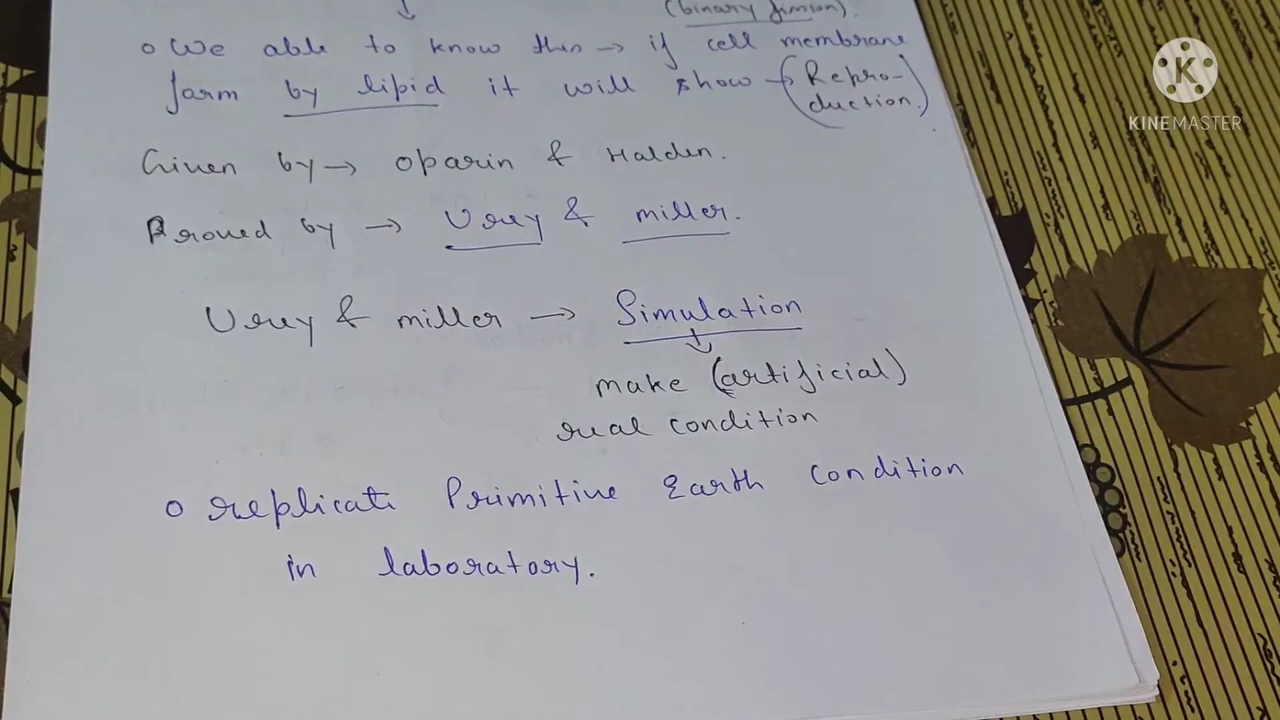 (binary fission).
o We able to know this → if cell membrane
form by lipid it will show → (Repro-
duction.)
Given by → Oparin & Halden.
Proved by → Urey & miller.
Urey & miller → Simulation
make (artificial)
real condition
o replicate Primitive Earth Condition
in laboratory.
K
KINEMASTER